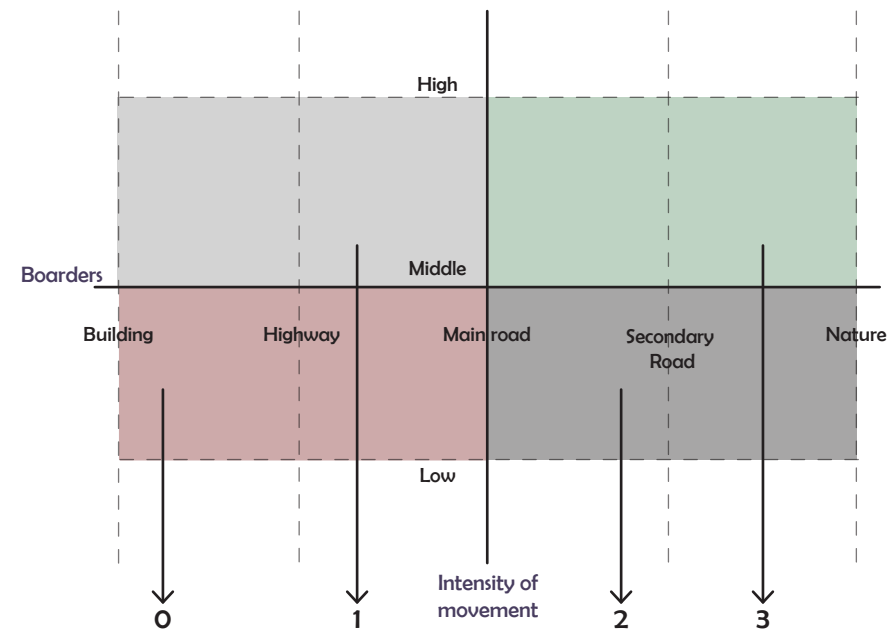 High
Boarders
Middle
Building
Highway
Main road
Secondary
Road
Nature
Low
Intensity of
movement
0
1
2
3